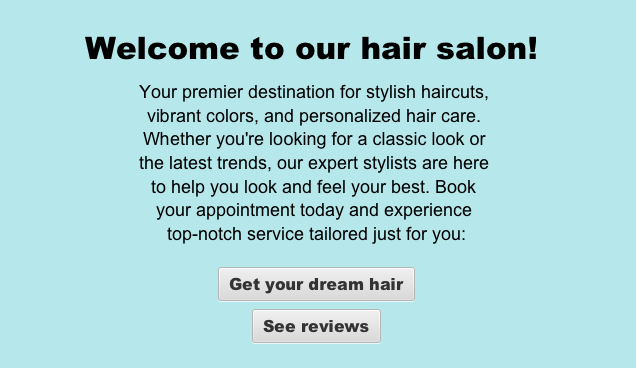 Welcome to our hair salon!
Your premier destination for stylish haircuts,
vibrant colors, and personalized hair care.
Whether you're looking for a classic look or
the latest trends, our expert stylists are here
to help you look and feel your best. Book
your appointment today and experience
top-notch service tailored just for you:
Get your dream hair
See reviews